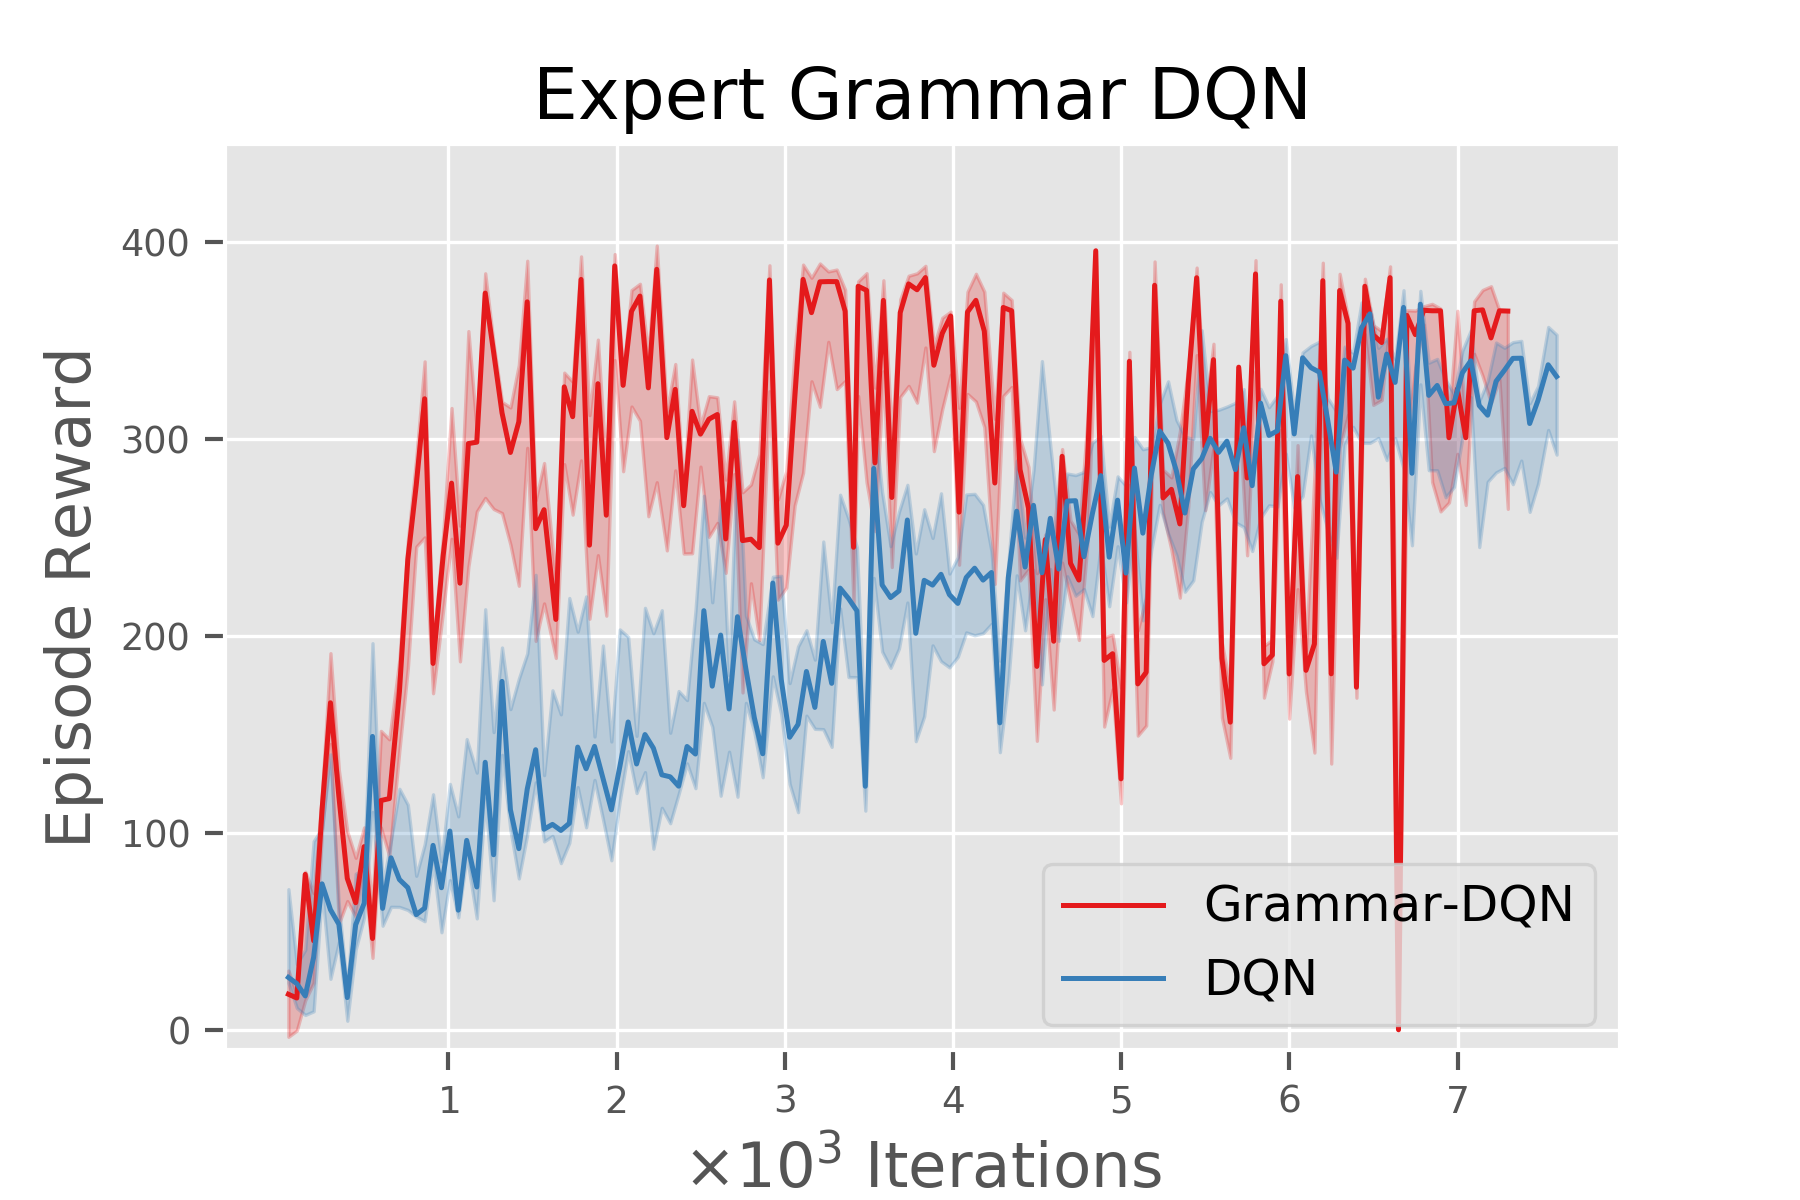 Expert Grammar DQN
Episode Reward
400
300
200
100
0
1 2 3 4 5 6 7
×10³ Iterations
Grammar-DQN
DQN